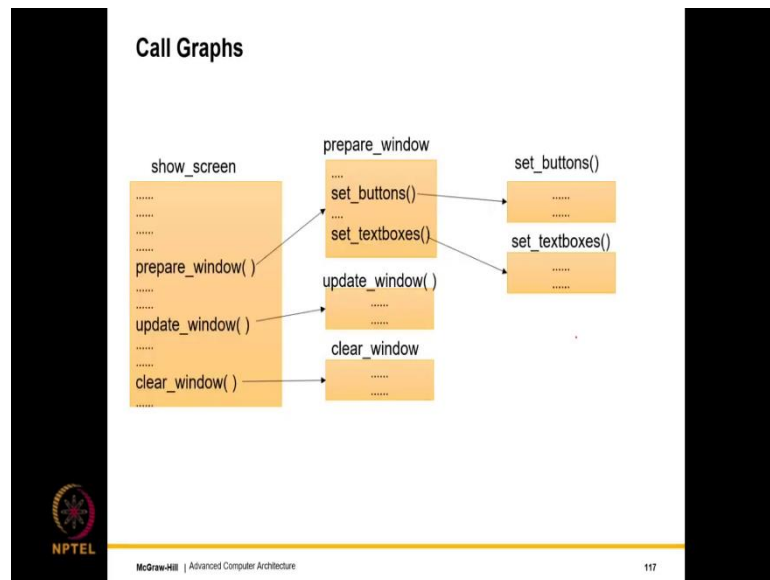 Call Graphs
show_screen
......
......
......
......
prepare_window( )
......
......
update_window( )
......
......
clear_window( )
......
prepare_window
....
set_buttons()
....
set_textboxes()
update_window( )
......
......
clear_window
......
......
set_buttons()
......
......
set_textboxes()
......
......
NPTEL
McGraw-Hill | Advanced Computer Architecture
117